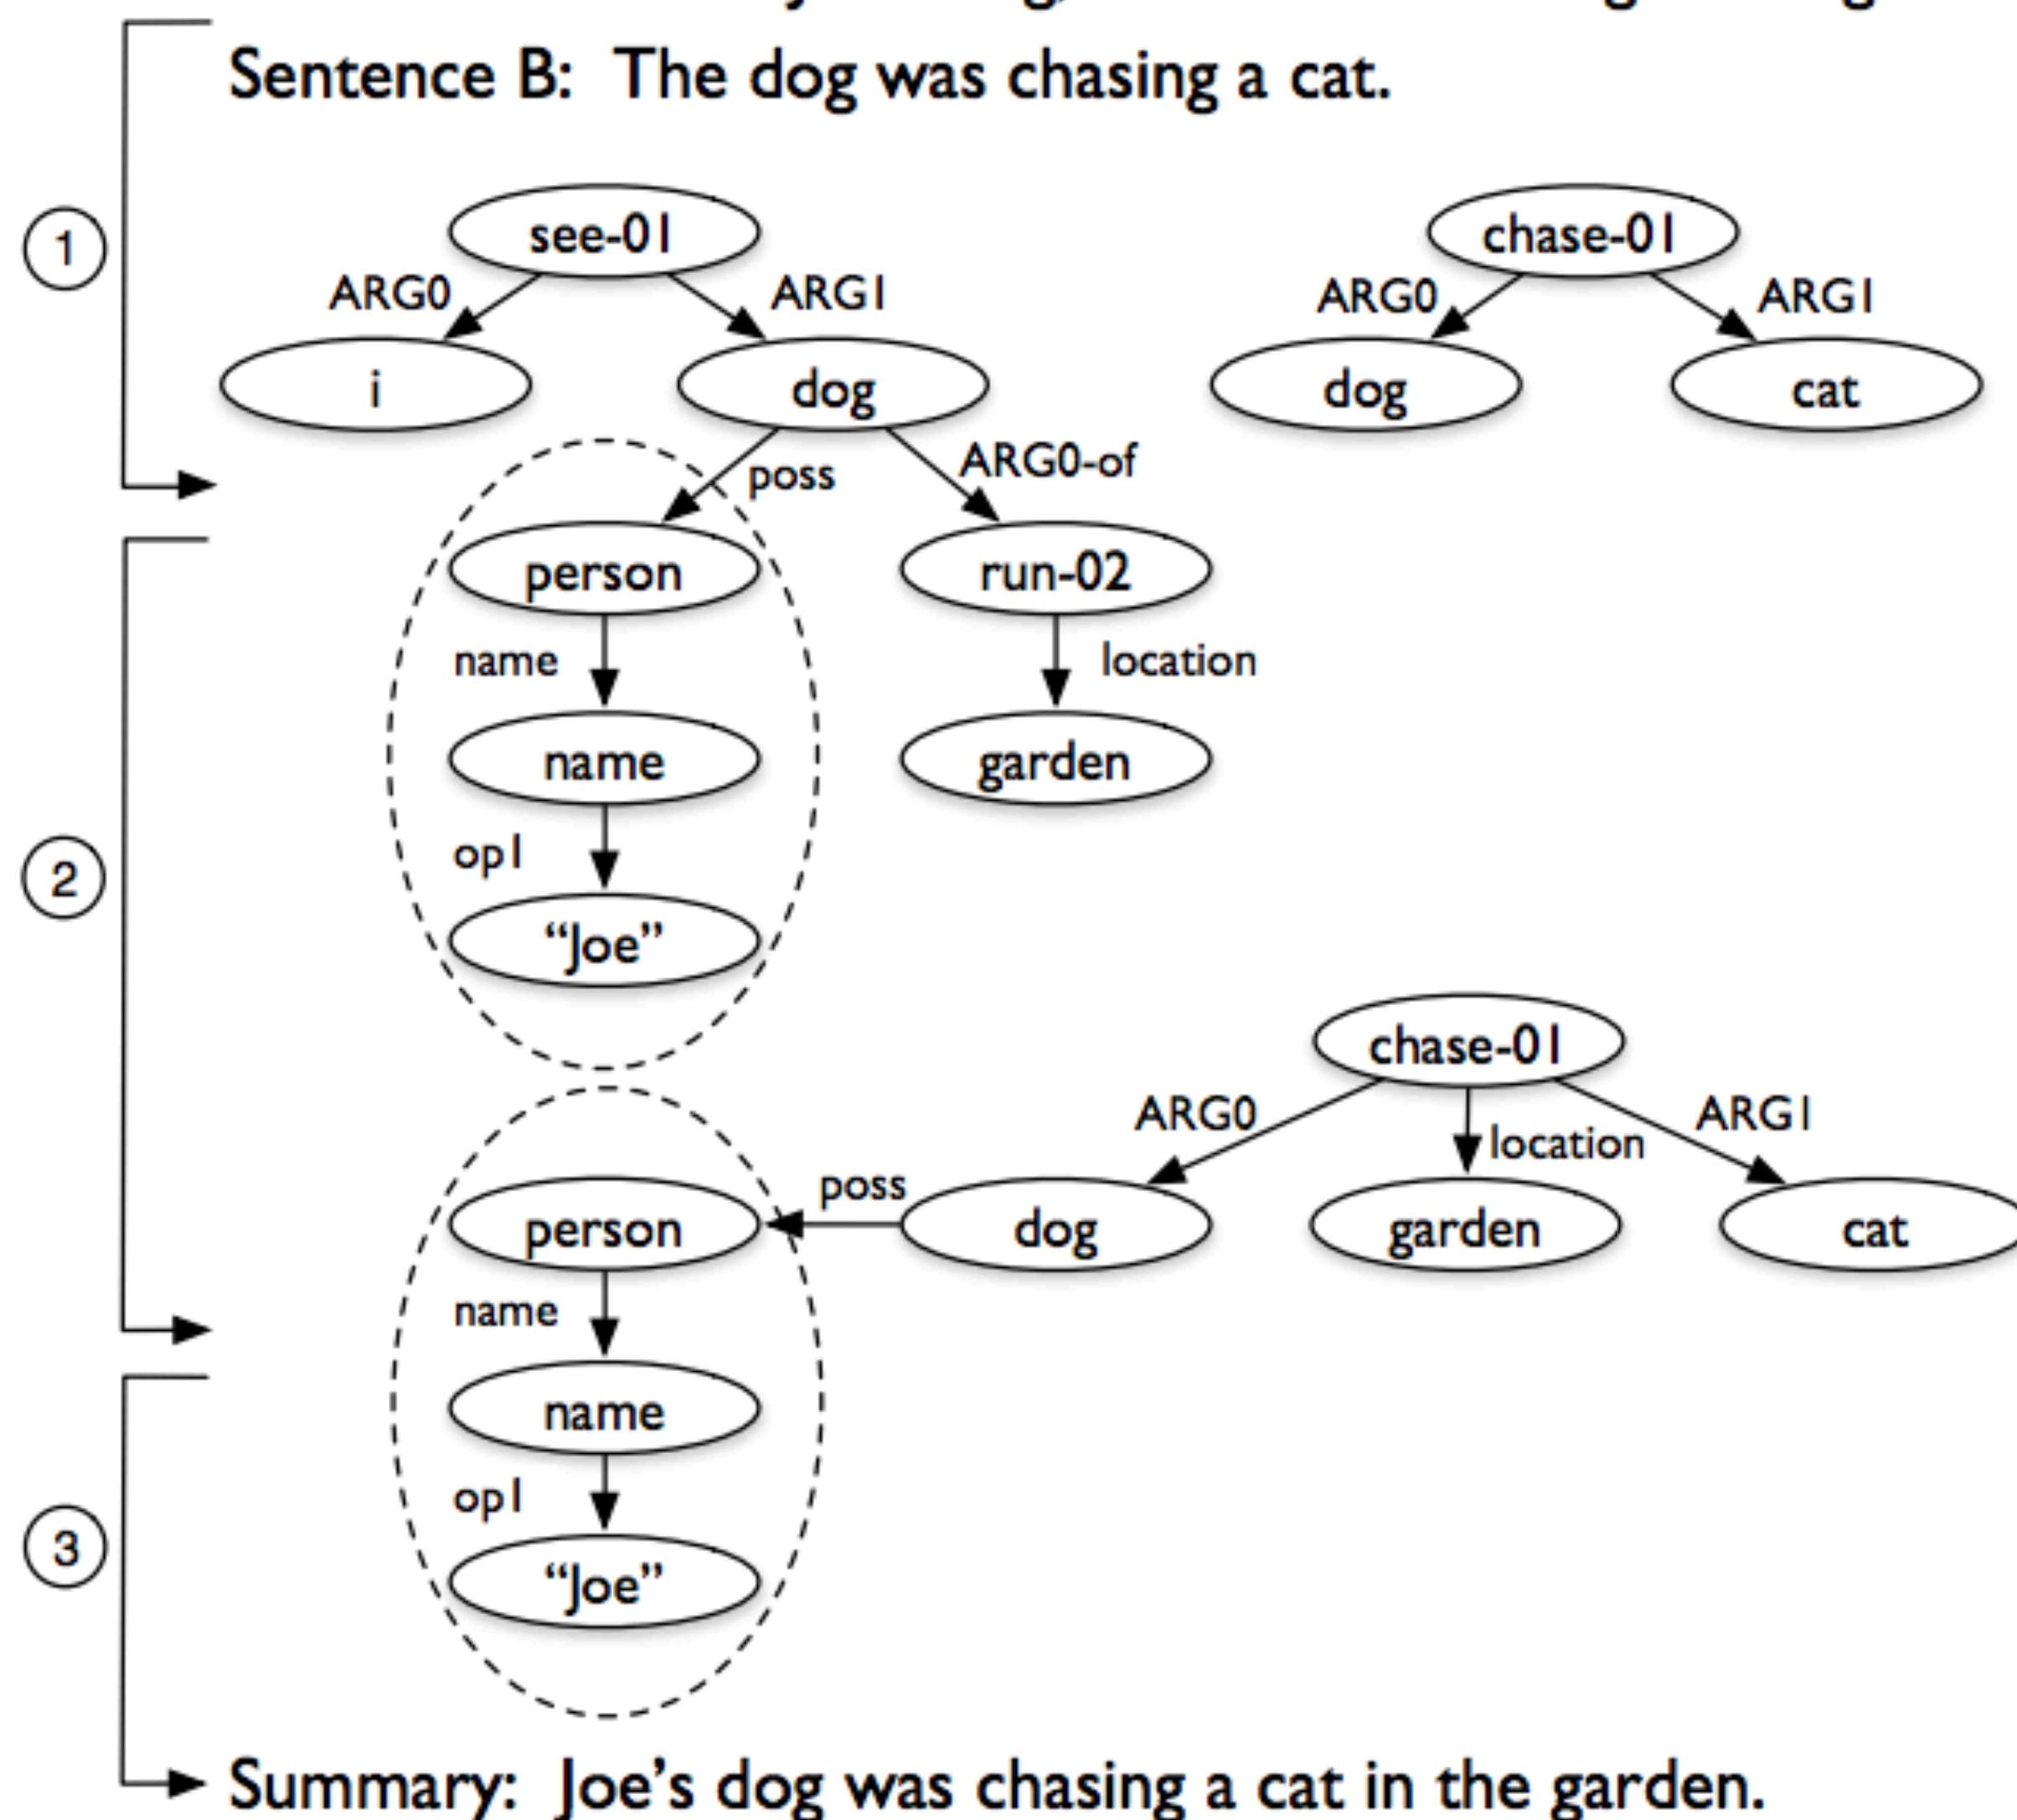 Sentence B: The dog was chasing a cat.
1
see-01
chase-01
ARG0
ARG1
ARG0
ARG1
i
dog
dog
cat
poss
ARG0-of
person
run-02
name
location
name
garden
op1
2
"Joe"
chase-01
ARG0
location
ARG1
poss
person
dog
garden
cat
name
name
op1
3
"Joe"
Summary: Joe's dog was chasing a cat in the garden.